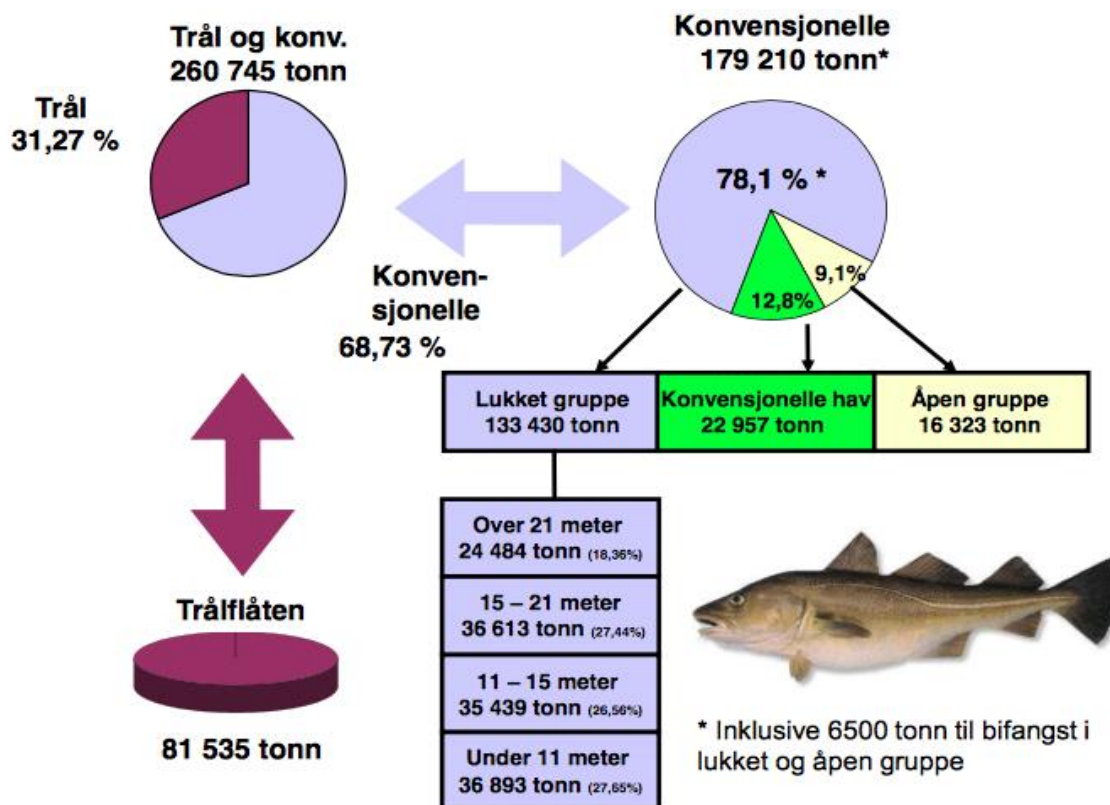 Trål og konv.
260 745 tonn
Trål
31,27 %
Konven-
sjonelle
68,73 %
Trålflåten
81 535 tonn
Konvensjonelle
179 210 tonn*
78,1 % *
12,8%
9,1%
Lukket gruppe
133 430 tonn
Konvensjonelle hav
22 957 tonn
Åpen gruppe
16 323 tonn
Over 21 meter
24 484 tonn (18,36%)
15 – 21 meter
36 613 tonn (27,44%)
11 – 15 meter
35 439 tonn (26,56%)
Under 11 meter
36 893 tonn (27,65%)
* Inklusive 6500 tonn til bifangst i
lukket og åpen gruppe